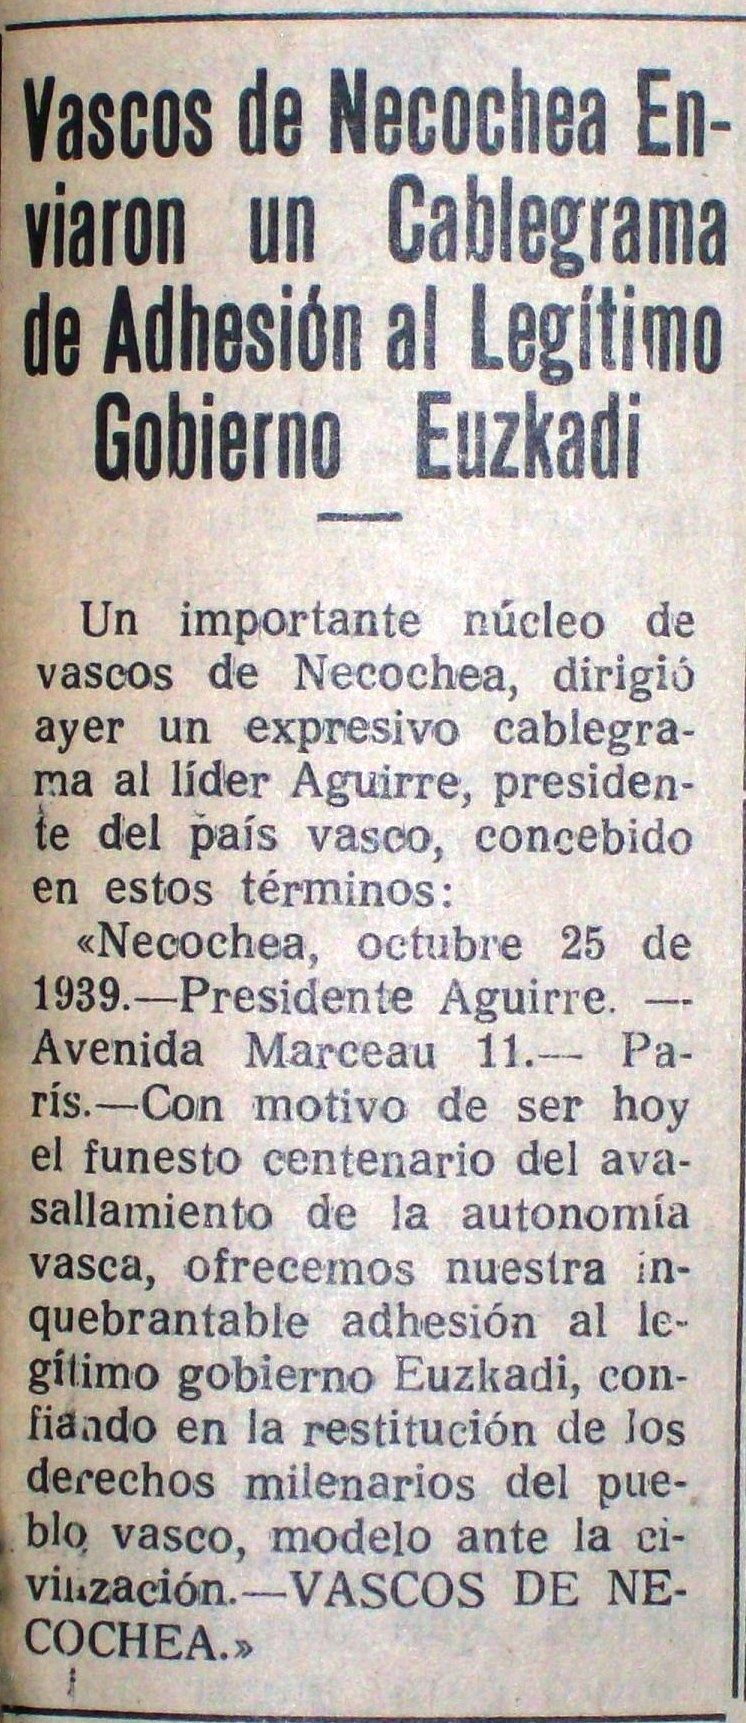 Vascos de Necochea En-
viaron un Cablegrama
de Adhesión al Legítimo
Gobierno Euzkadi
Un importante núcleo de
vascos de Necochea, dirigió
ayer un expresivo cablegra-
ma al líder Aguirre, presiden-
te del país vasco, concebido
en estos términos:
«Necochea, octubre 25 de
1939.—Presidente Aguirre. —
Avenida Marceau 11.— Pa-
rís.—Con motivo de ser hoy
el funesto centenario del ava-
sallamiento de la autonomía
vasca, ofrecemos nuestra in-
quebrantable adhesión al le-
gítimo gobierno Euzkadi, con-
fiando en la restitución de los
derechos milenarios del pue-
blo vasco, modelo ante la ci-
vilización.—VASCOS DE NE-
COCHEA.»